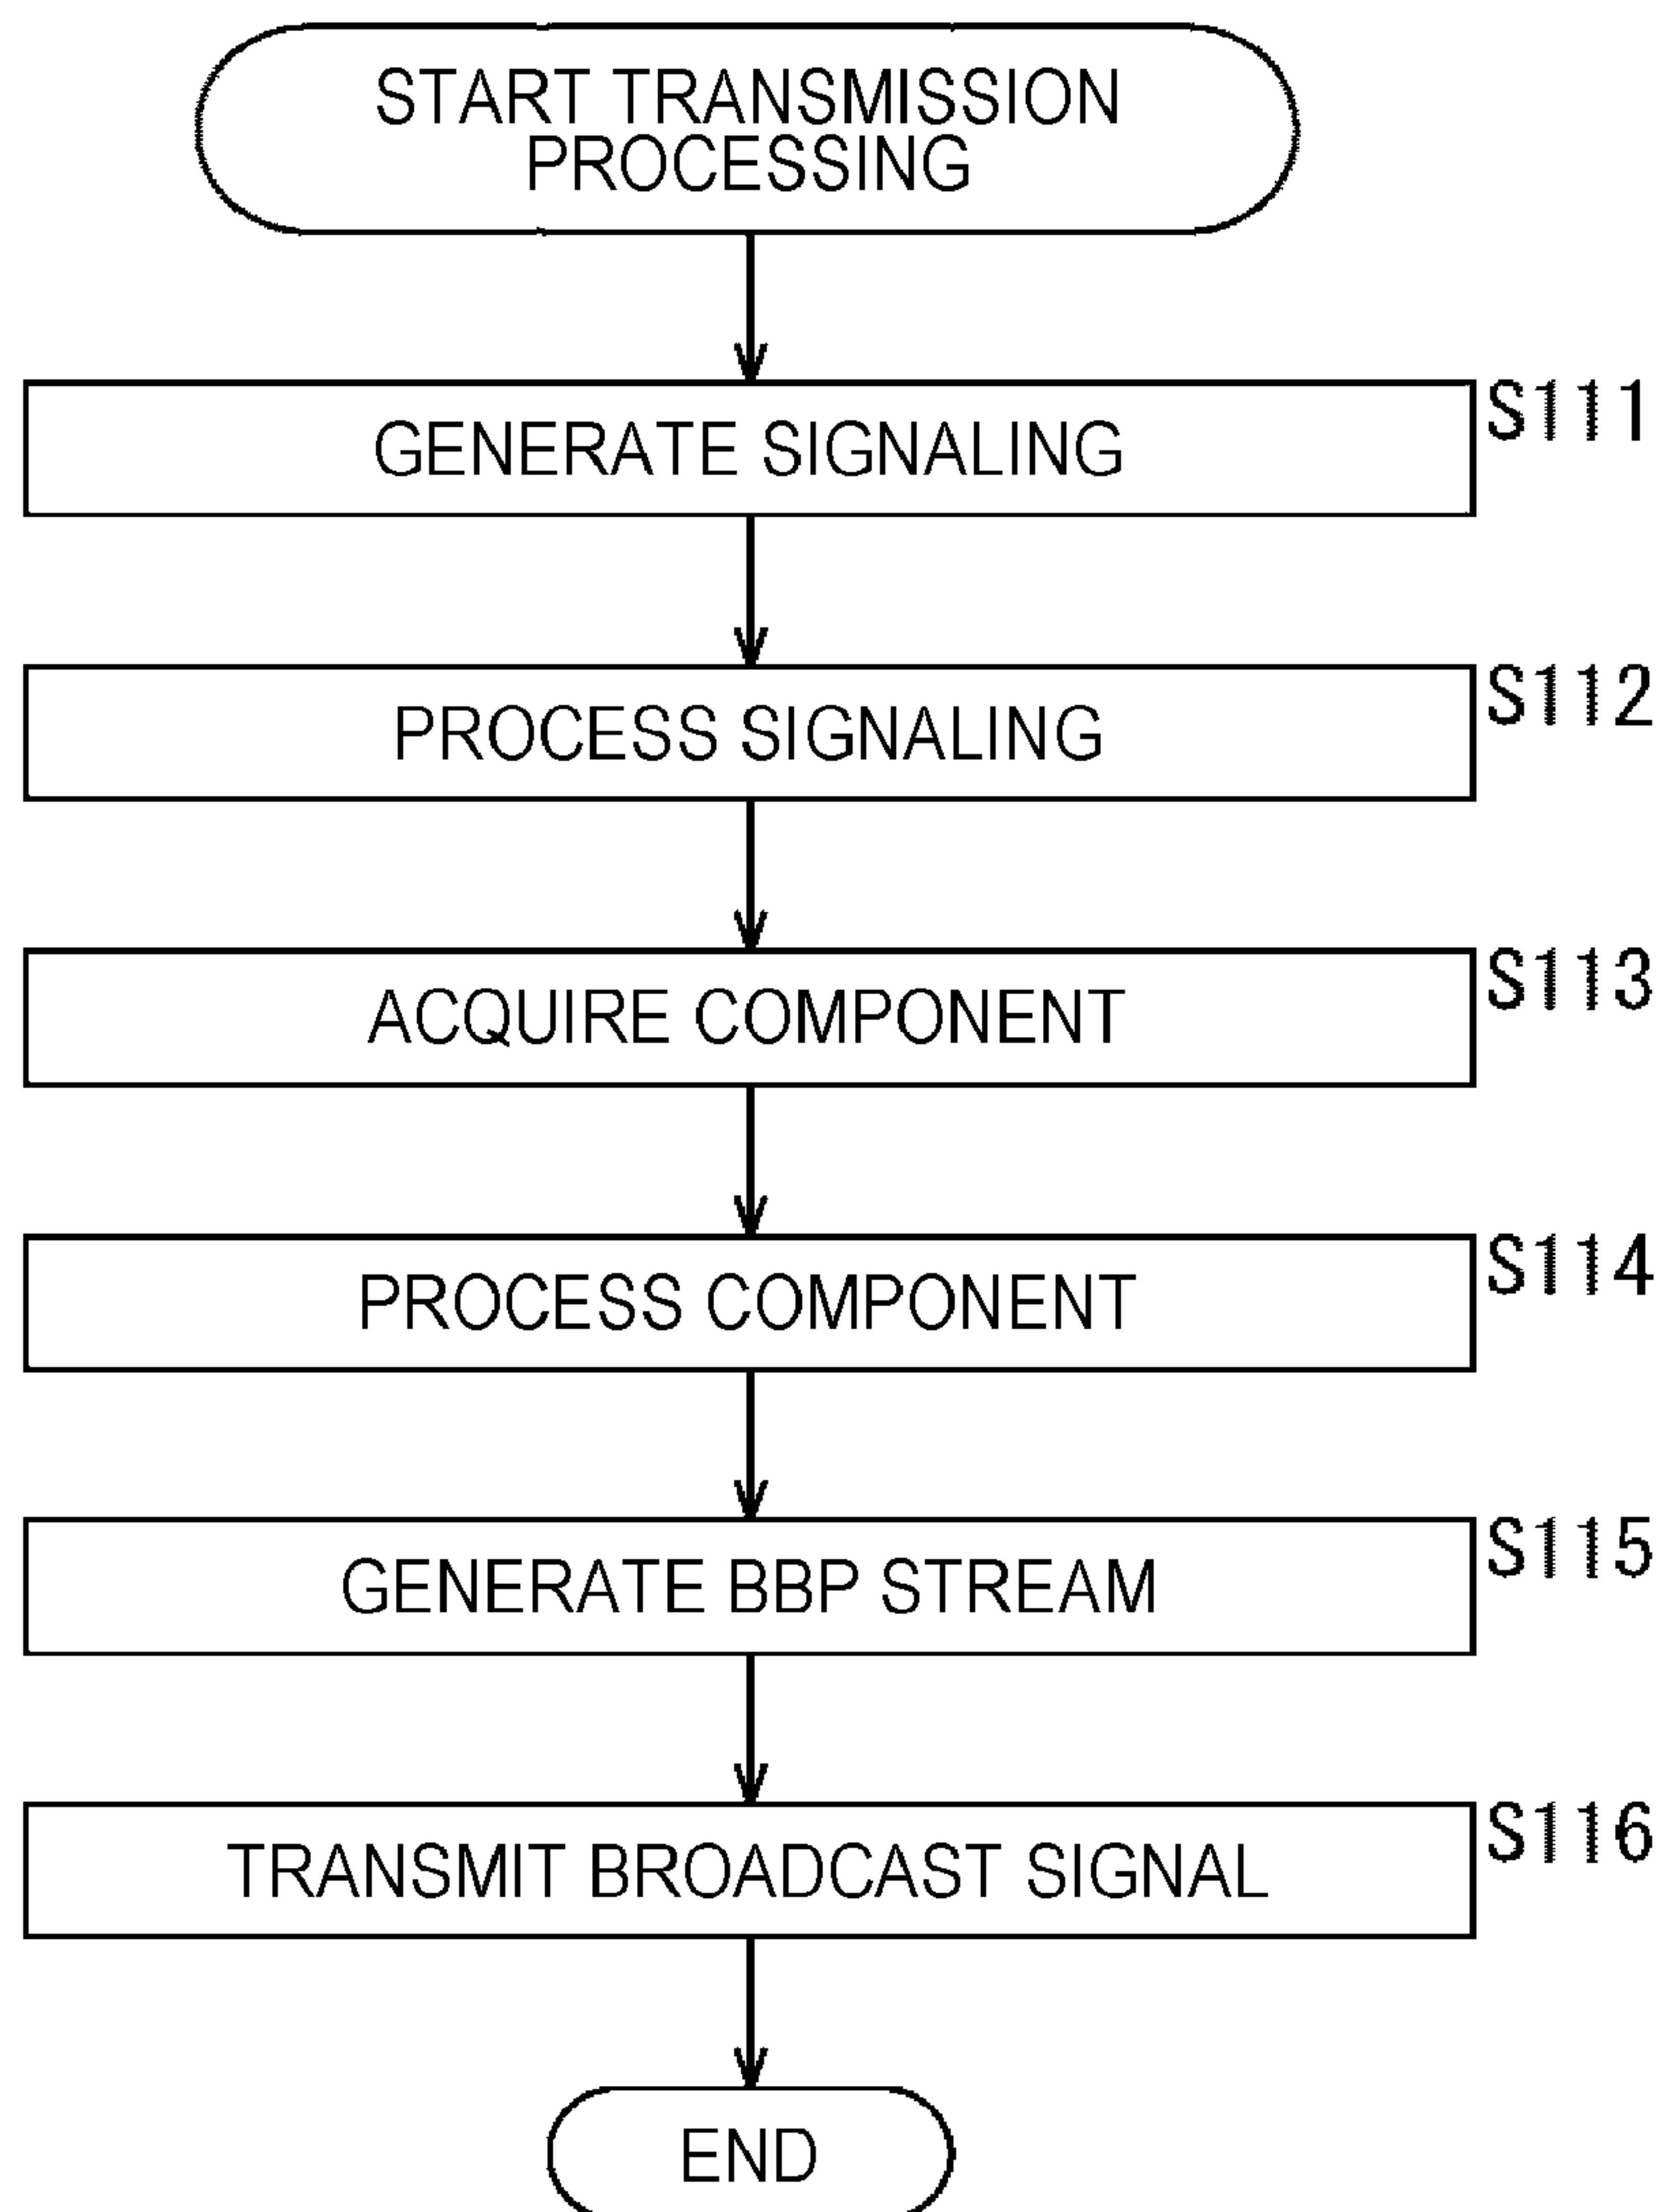 START TRANSMISSION
PROCESSING
GENERATE SIGNALING
S111
PROCESS SIGNALING
S112
ACQUIRE COMPONENT
S113
PROCESS COMPONENT
S114
GENERATE BBP STREAM
S115
TRANSMIT BROADCAST SIGNAL
S116
END